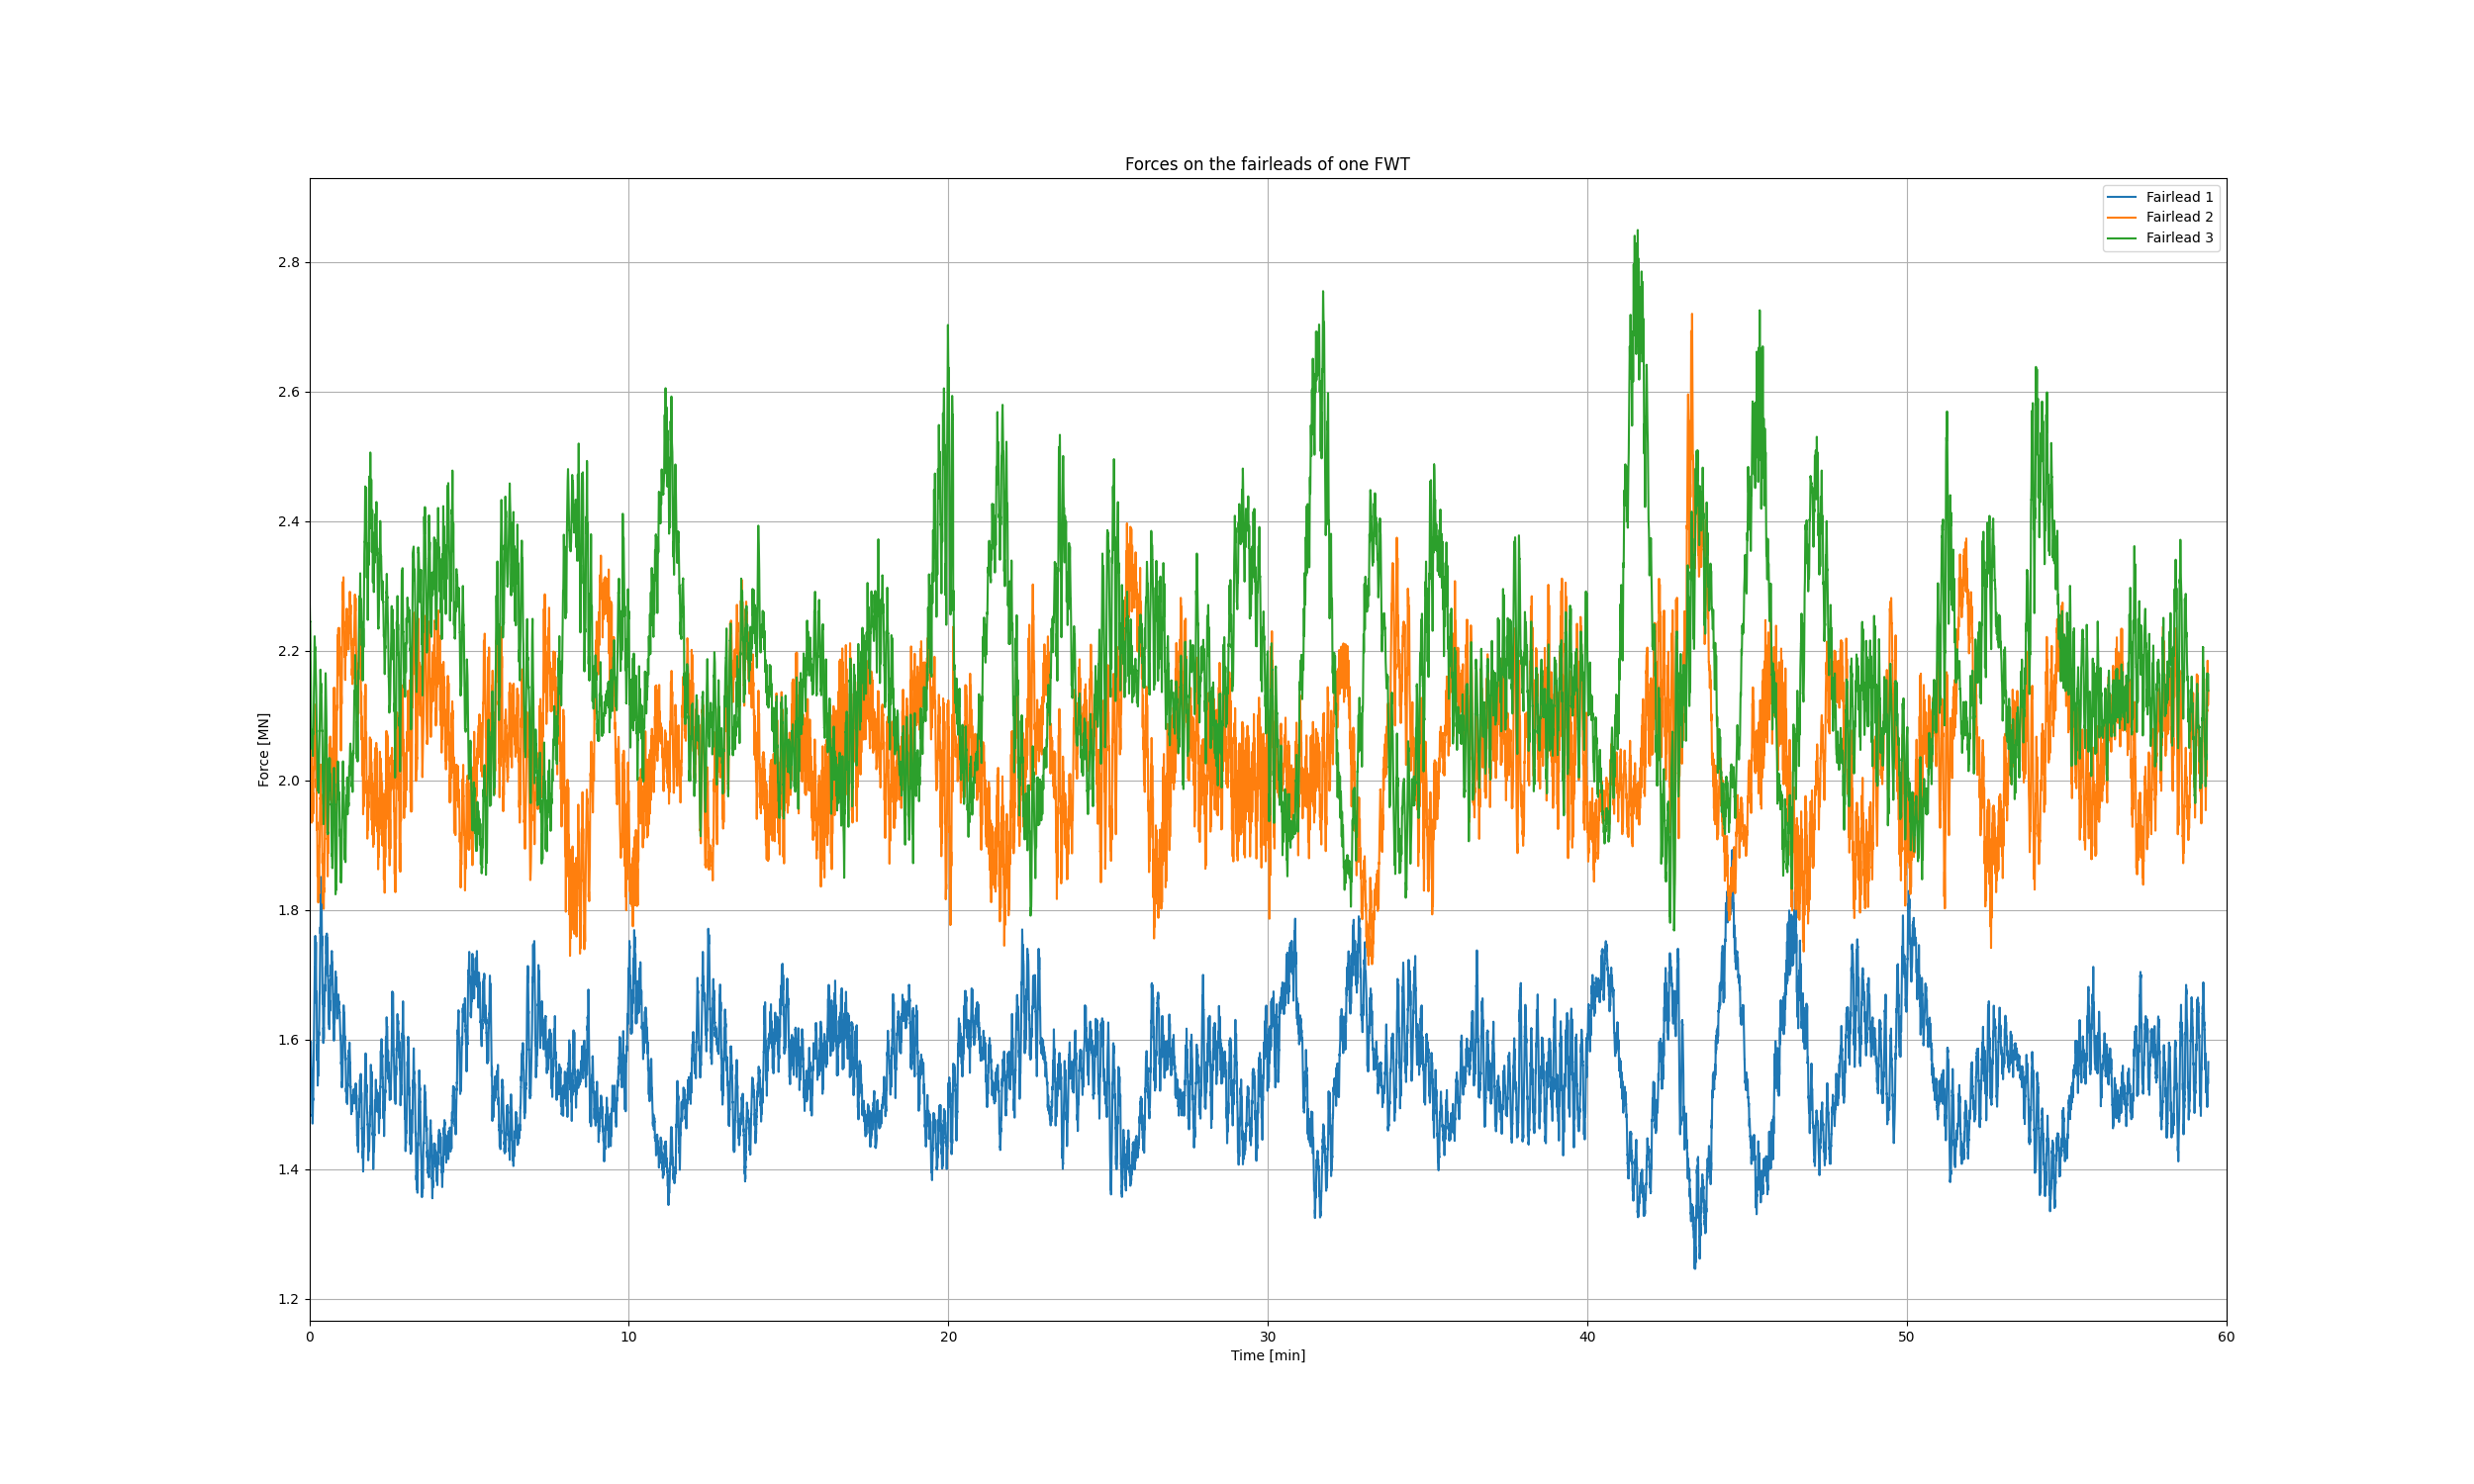 Forces on the fairleads of one FWT
Fairlead 1
Fairlead 2
Fairlead 3
2.8
2.6
2.4
2.2
2.0
1.8
1.6
1.4
1.2
Force [MN]
0 10 20 30 40 50 60
Time [min]